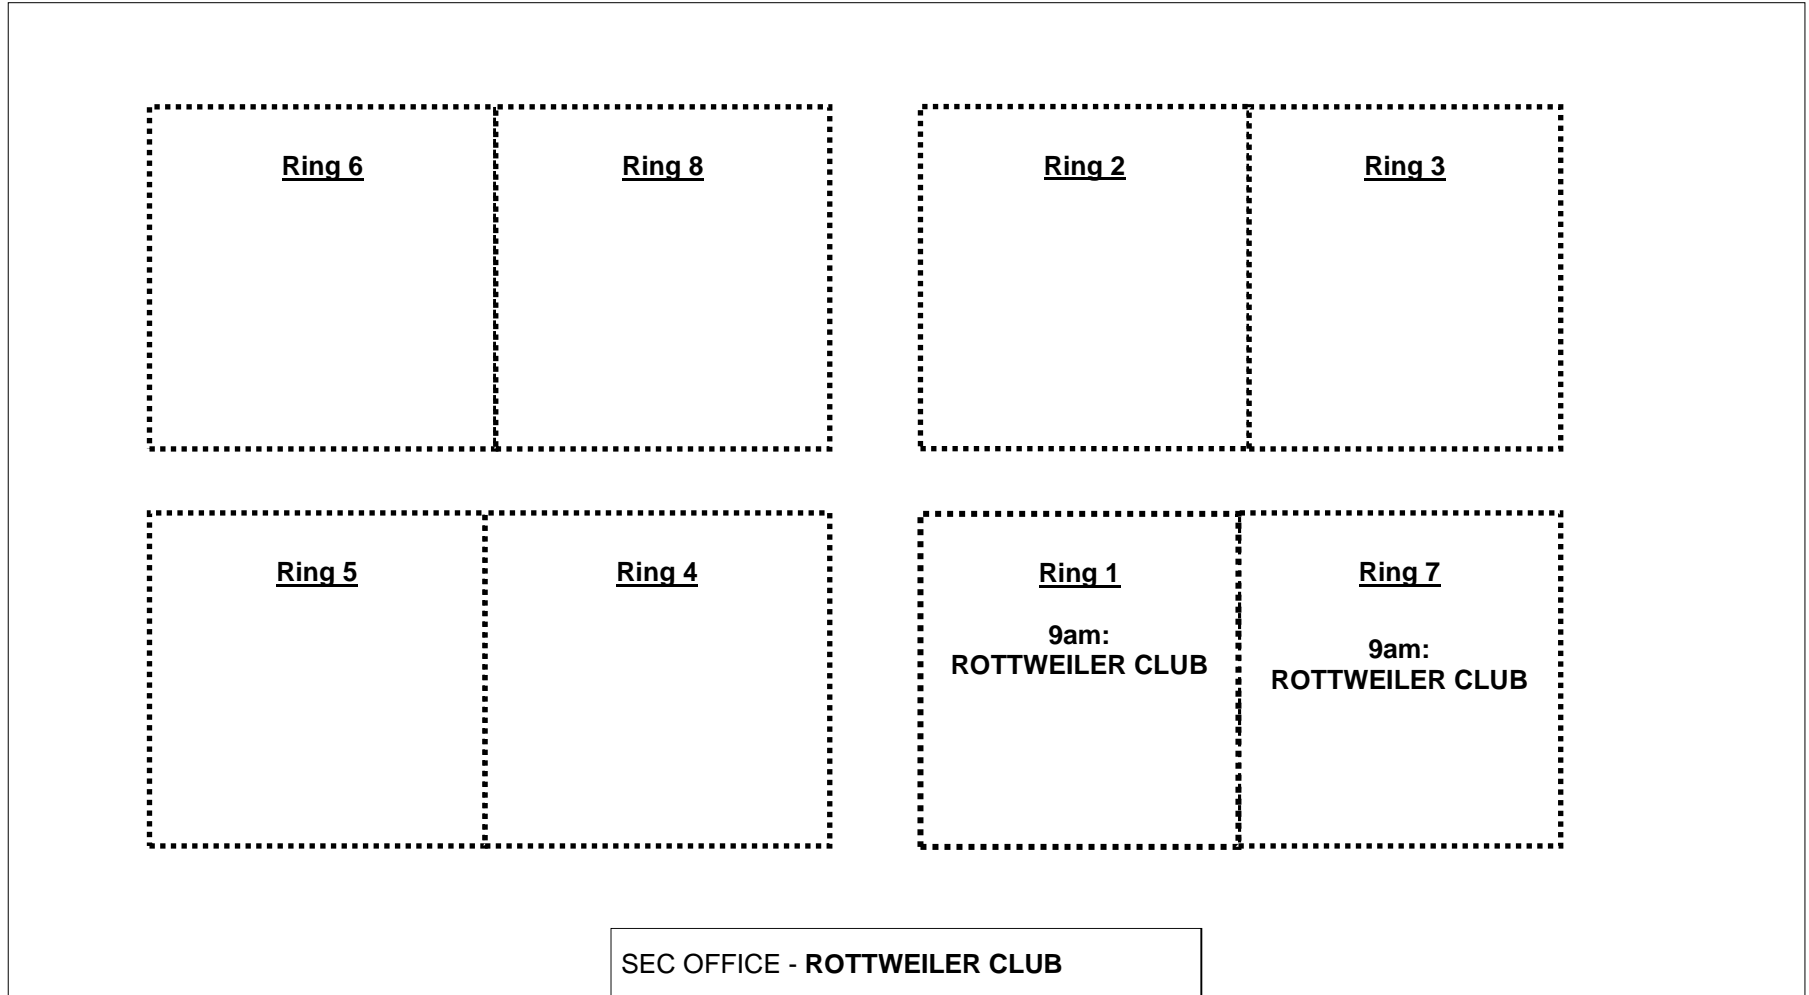 Ring 6
Ring 8
Ring 2
Ring 3
Ring 5
Ring 4
Ring 1
9am:
ROTTWEILER CLUB
Ring 7
9am:
ROTTWEILER CLUB
SEC OFFICE - ROTTWEILER CLUB